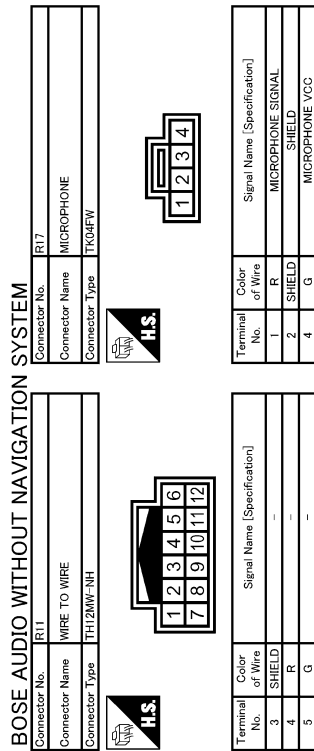 BOSE AUDIO WITHOUT NAVIGATION SYSTEM
Connector No. R11
Connector Name WIRE TO WIRE
Connector Type TH12MW-NH
H.S.
1 2 3 4 5 6
7 8 9 10 11 12
Terminal No. Color of Wire Signal Name [Specification]
3 SHIELD -
4 R -
5 G -
Connector No. R17
Connector Name MICROPHONE
Connector Type TK04FW
H.S.
1 2 3 4
Terminal No. Color of Wire Signal Name [Specification]
1 R MICROPHONE SIGNAL
2 SHIELD SHIELD
4 G MICROPHONE VCC